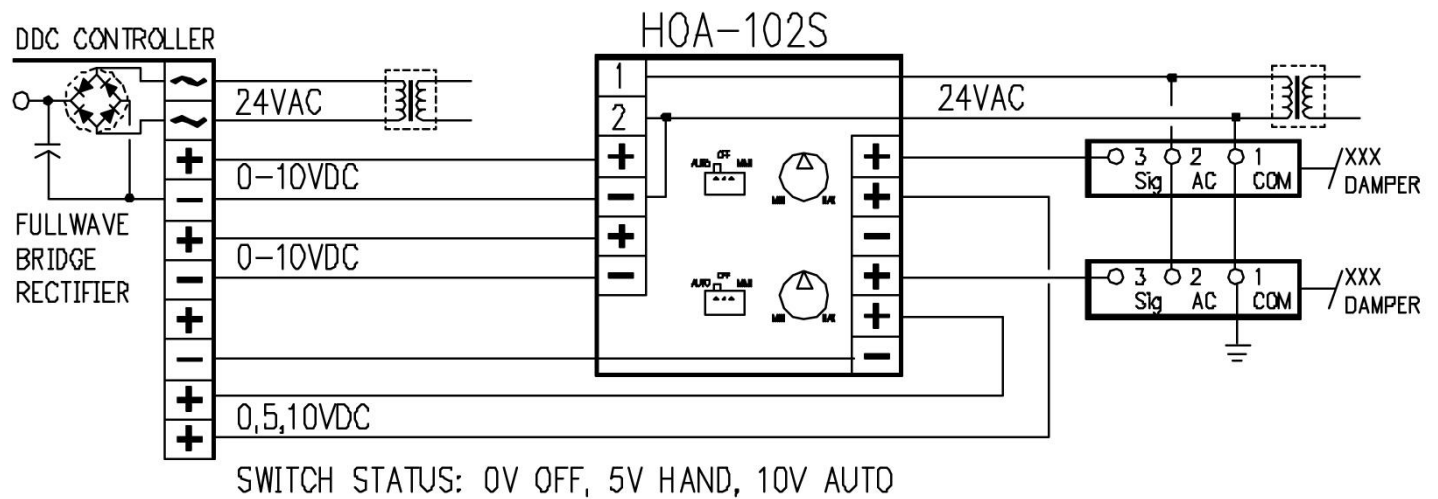 HOA-102S
DDC CONTROLLER
24VAC
1
2
24VAC
0-10VDC
AUTO OFF
3 2 1
Sig AC COM
XXX
DAMPER
FULLWAVE
BRIDGE
RECTIFIER
0-10VDC
AUTO OFF
3 2 1
Sig AC COM
XXX
DAMPER
0,5,10VDC
SWITCH STATUS: 0V OFF, 5V HAND, 10V AUTO